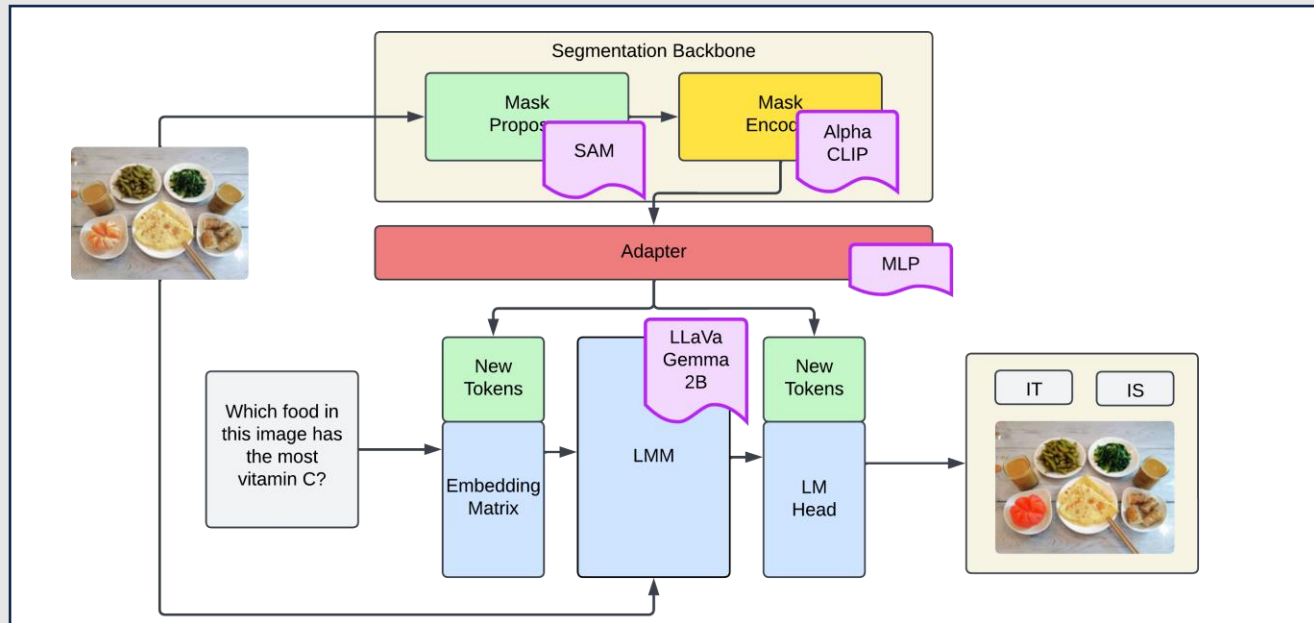 Segmentation Backbone
Mask
Propos
SAM
Mask
Encod
Alpha
CLIP
Adapter
MLP
New
Tokens
LLaVa
Gemma
2B
New
Tokens
Which food in
this image has
the most
vitamin C?
Embedding
Matrix
LMM
LM
Head
IT
IS